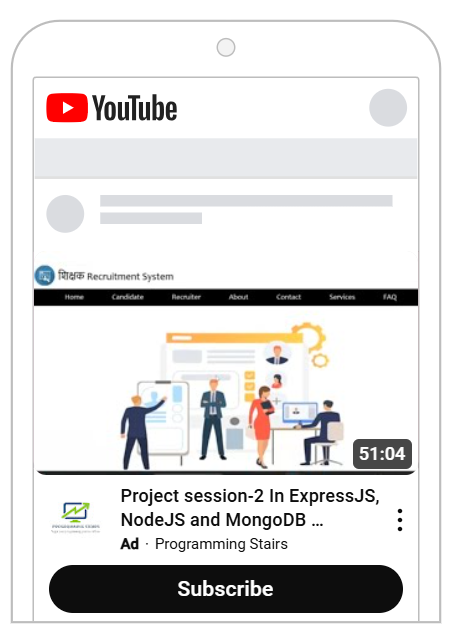 YouTube
शिक्षक Recruitment System
Home Candidate Recruiter About Contact Services FAQ
51:04
PROGRAMMING STAIRS
Project session-2 In ExpressJS,
NodeJS and MongoDB ...
Ad · Programming Stairs
Subscribe